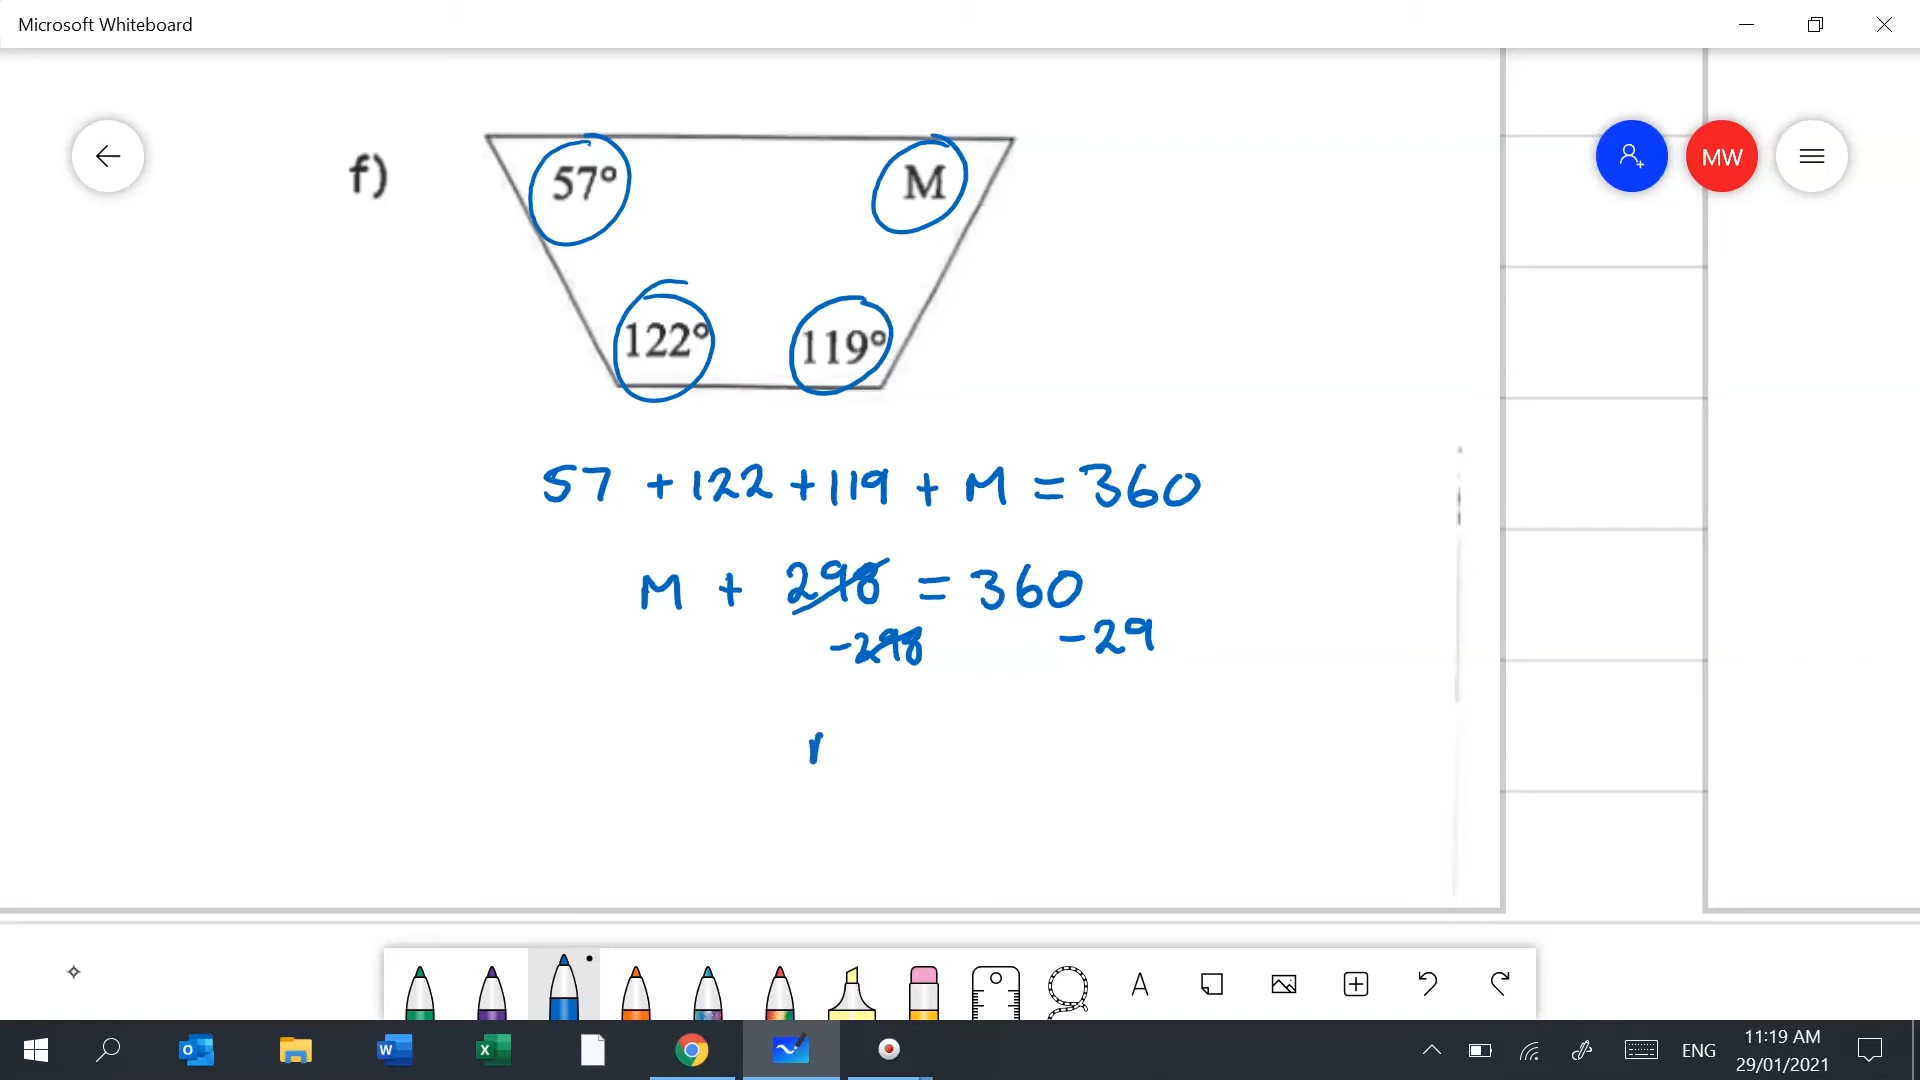 Microsoft Whiteboard
MW
f)
57° M
122° 119°
57 + 122 + 119 + M = 360
M + 298 = 360
-298 -29
A
ENG
11:19 AM
29/01/2021